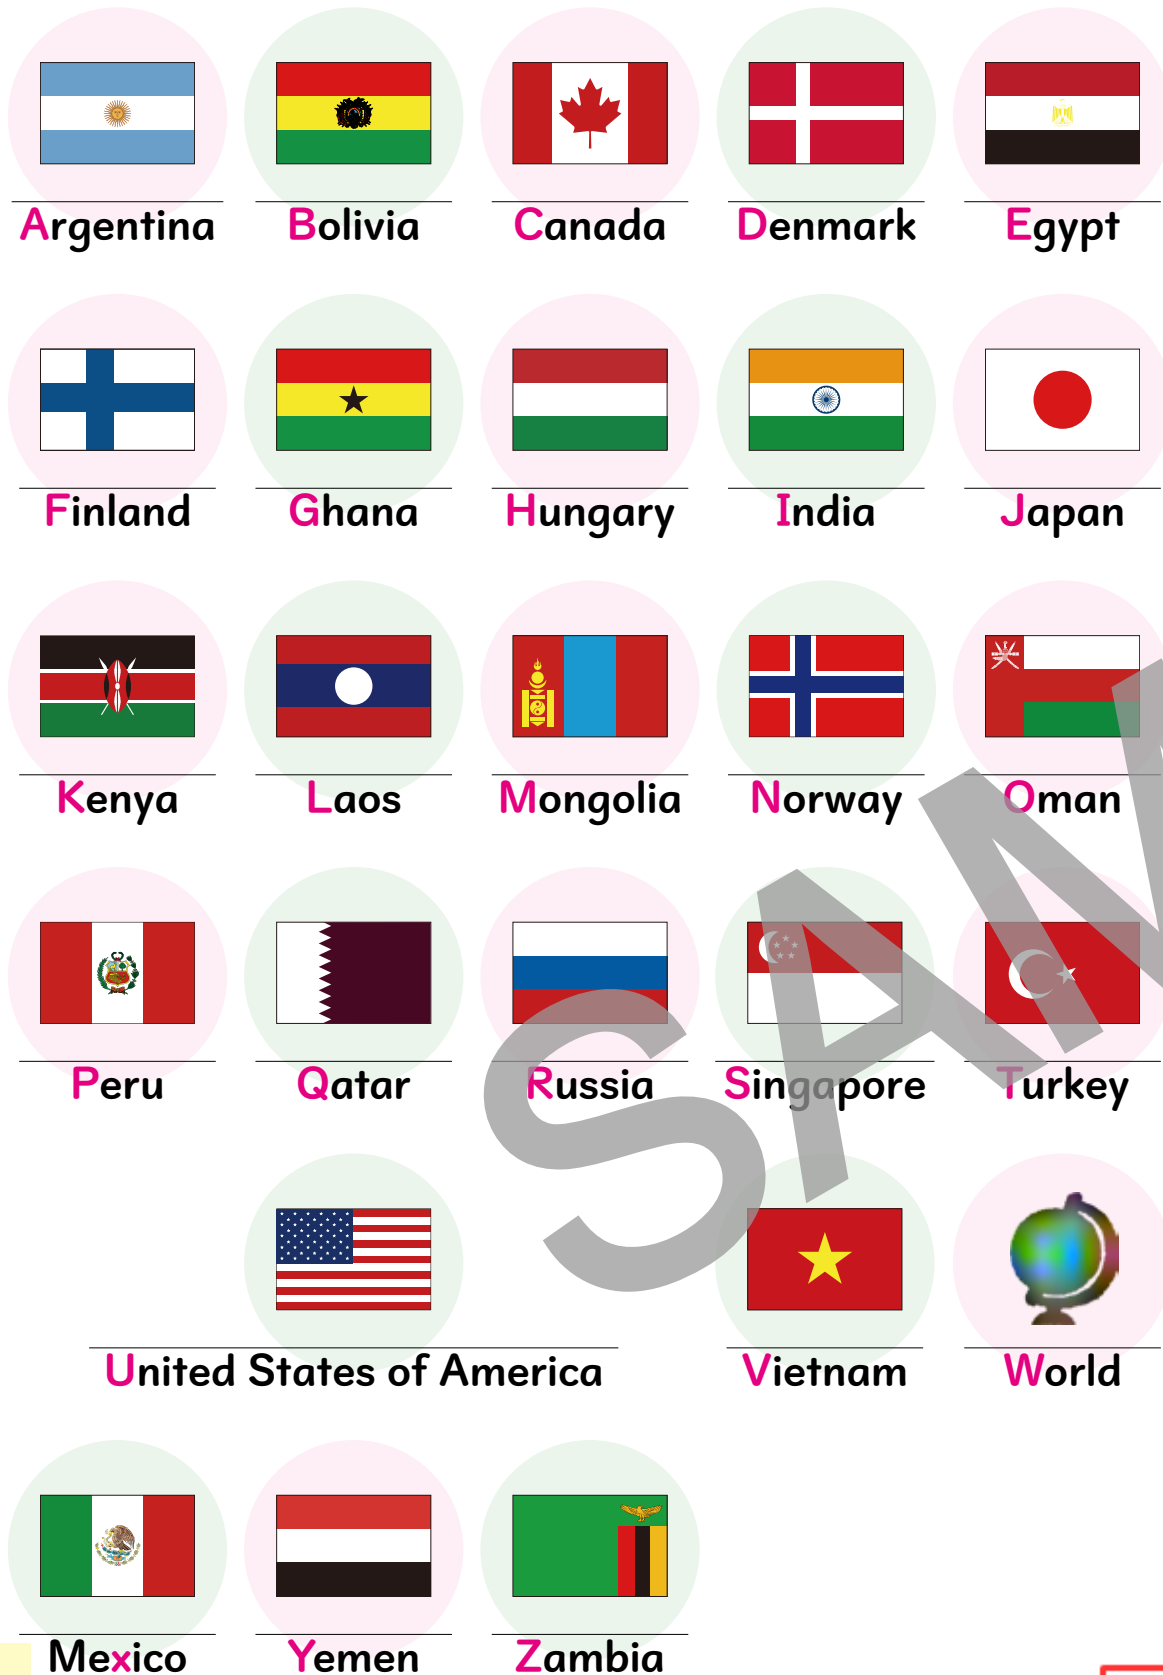 Argentina Bolivia Canada Denmark Egypt
Finland Ghana Hungary India Japan
Kenya Laos Mongolia Norway Oman
Peru Qatar Russia Singapore Turkey
United States of America Vietnam World
Mexico Yemen Zambia
SAM